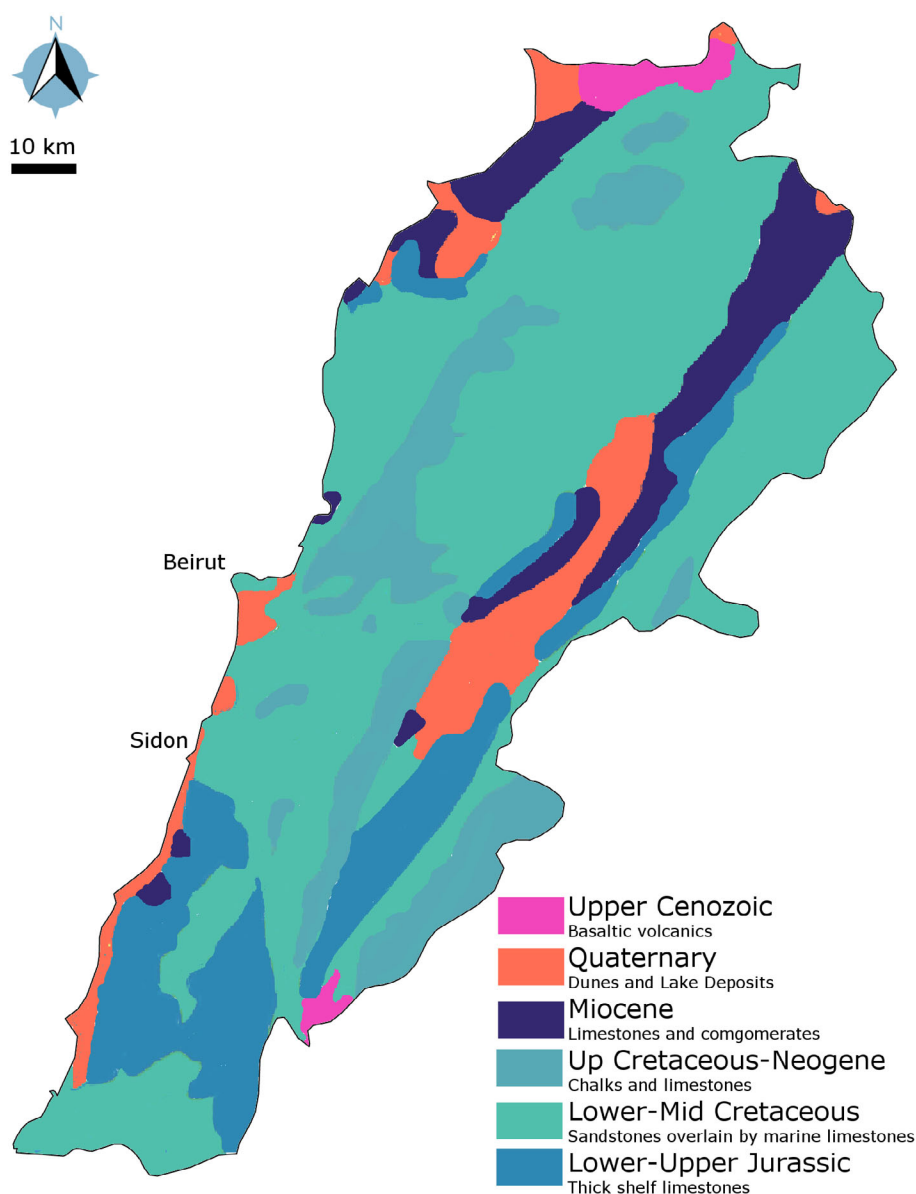 N
10 km
Beirut
Sidon
Upper Cenozoic
Basaltic volcanics
Quaternary
Dunes and Lake Deposits
Miocene
Limestones and comgomerates
Up Cretaceous-Neogene
Chalks and limestones
Lower-Mid Cretaceous
Sandstones overlain by marine limestones
Lower-Upper Jurassic
Thick shelf limestones